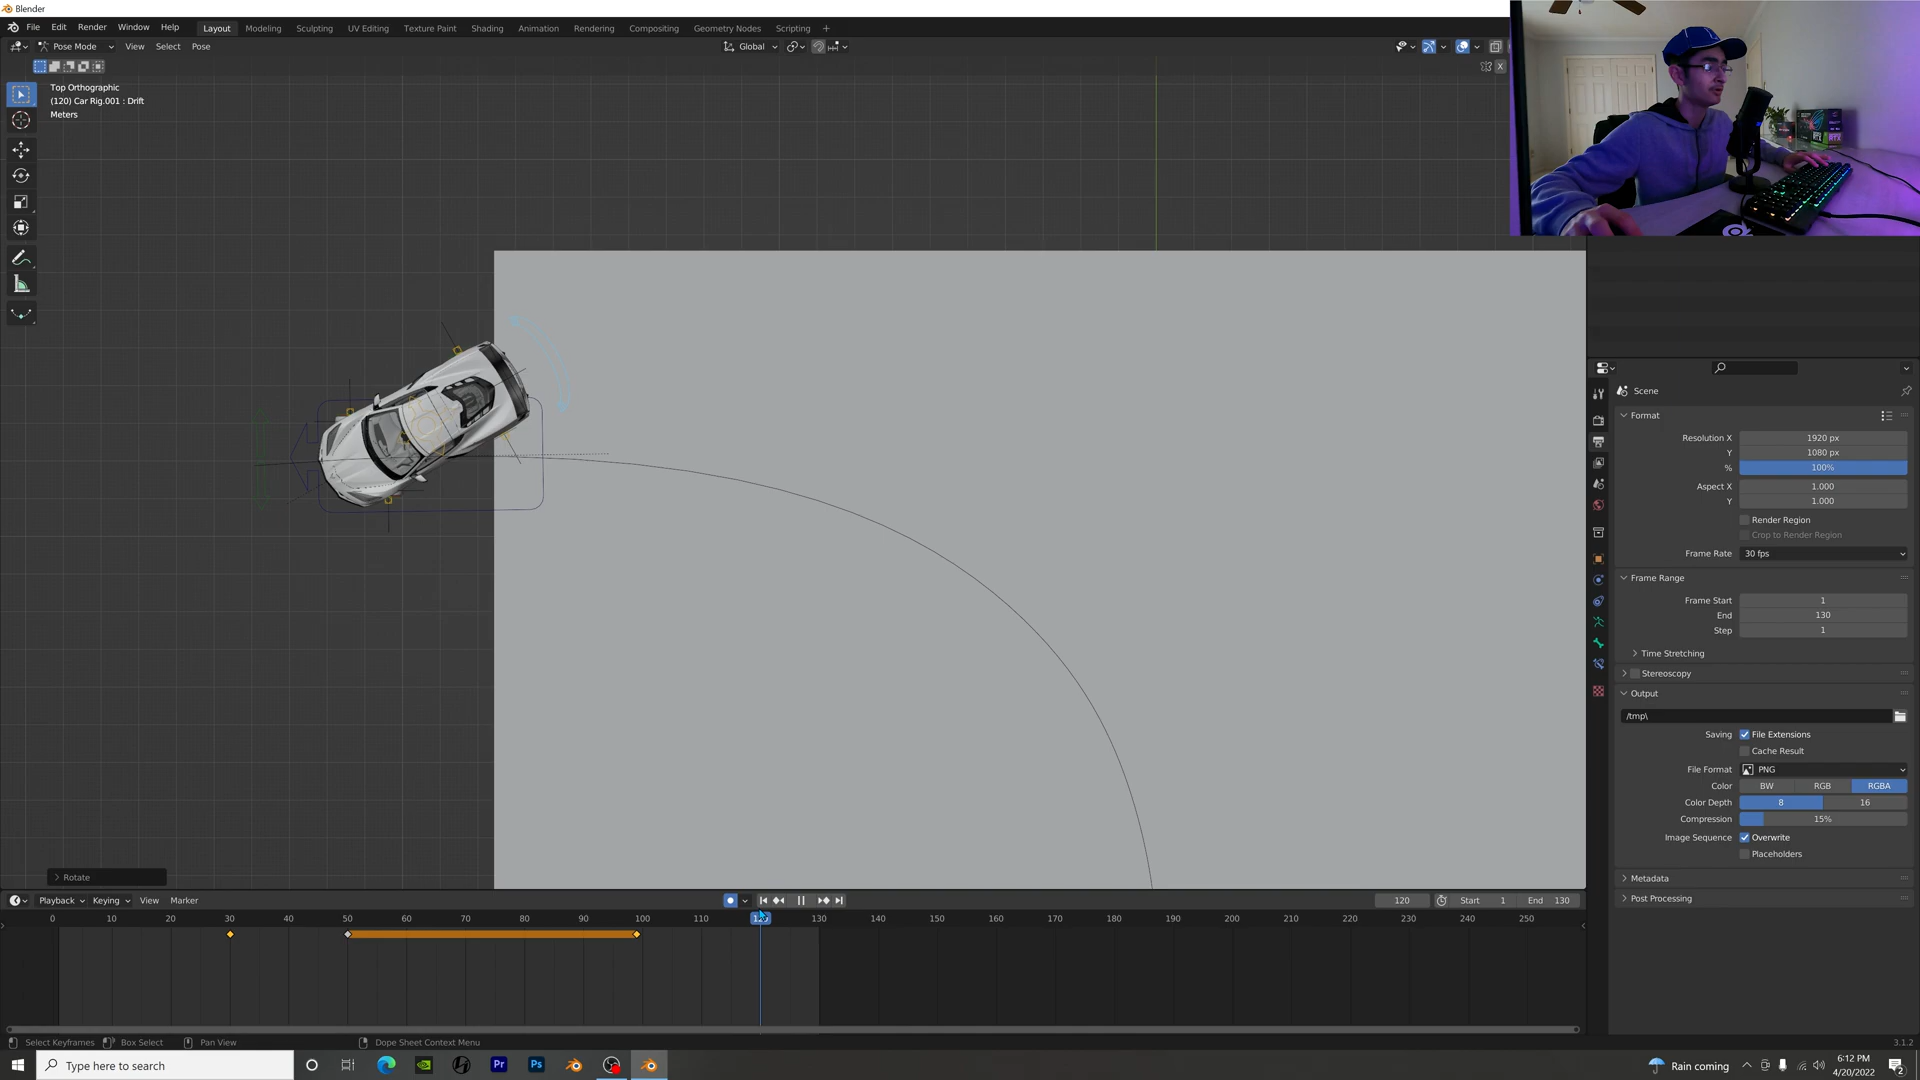 Blender
File Edit Render Window Help Layout Modeling Sculpting UV Editing Texture Paint Shading Animation Rendering Compositing Geometry Nodes Scripting +
Pose Mode View Select Pose Global
Top Orthographic
(120) Car Rig.001 : Drift
Meters
Scene
Format
Resolution X 1920 px
Y 1080 px
% 100%
Aspect X 1.000
Y 1.000
Render Region
Crop to Render Region
Frame Rate 30 fps
Frame Range
Frame Start 1
End 130
Step 1
Time Stretching
Stereoscopy
Output
/tmp\
Saving File Extensions
Cache Result
File Format PNG
Color BW RGB RGBA
Color Depth 8 16
Compression 15%
Image Sequence Overwrite
Placeholders
Metadata
Post Processing
Rotate
Playback Keying View Marker 120 Start 1 End 130
0 10 20 30 40 50 60 70 80 90 100 110 120 130 140 150 160 170 180 190 200 210 220 230 240 250
Select Keyframes Box Select Pan View Dope Sheet Context Menu 3.1.2
Type here to search Pr Ps Rain coming 6:12 PM
4/20/2022 2